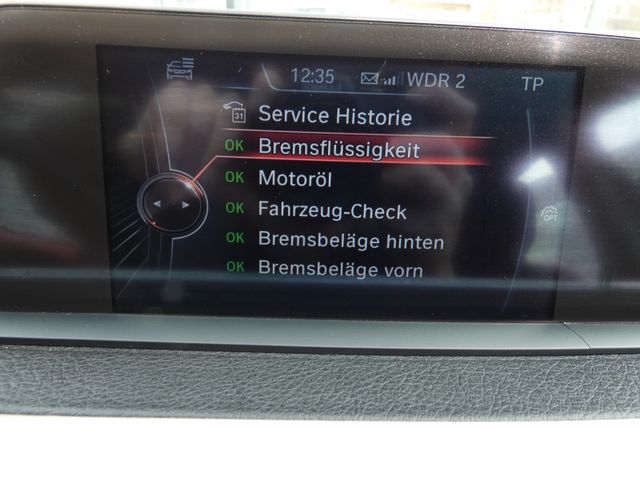 12:35 WDR 2 TP
31 Service Historie
OK Bremsflüssigkeit
OK Motoröl
OK Fahrzeug-Check
OPT
OK Bremsbeläge hinten
OK Bremsbeläge vorn